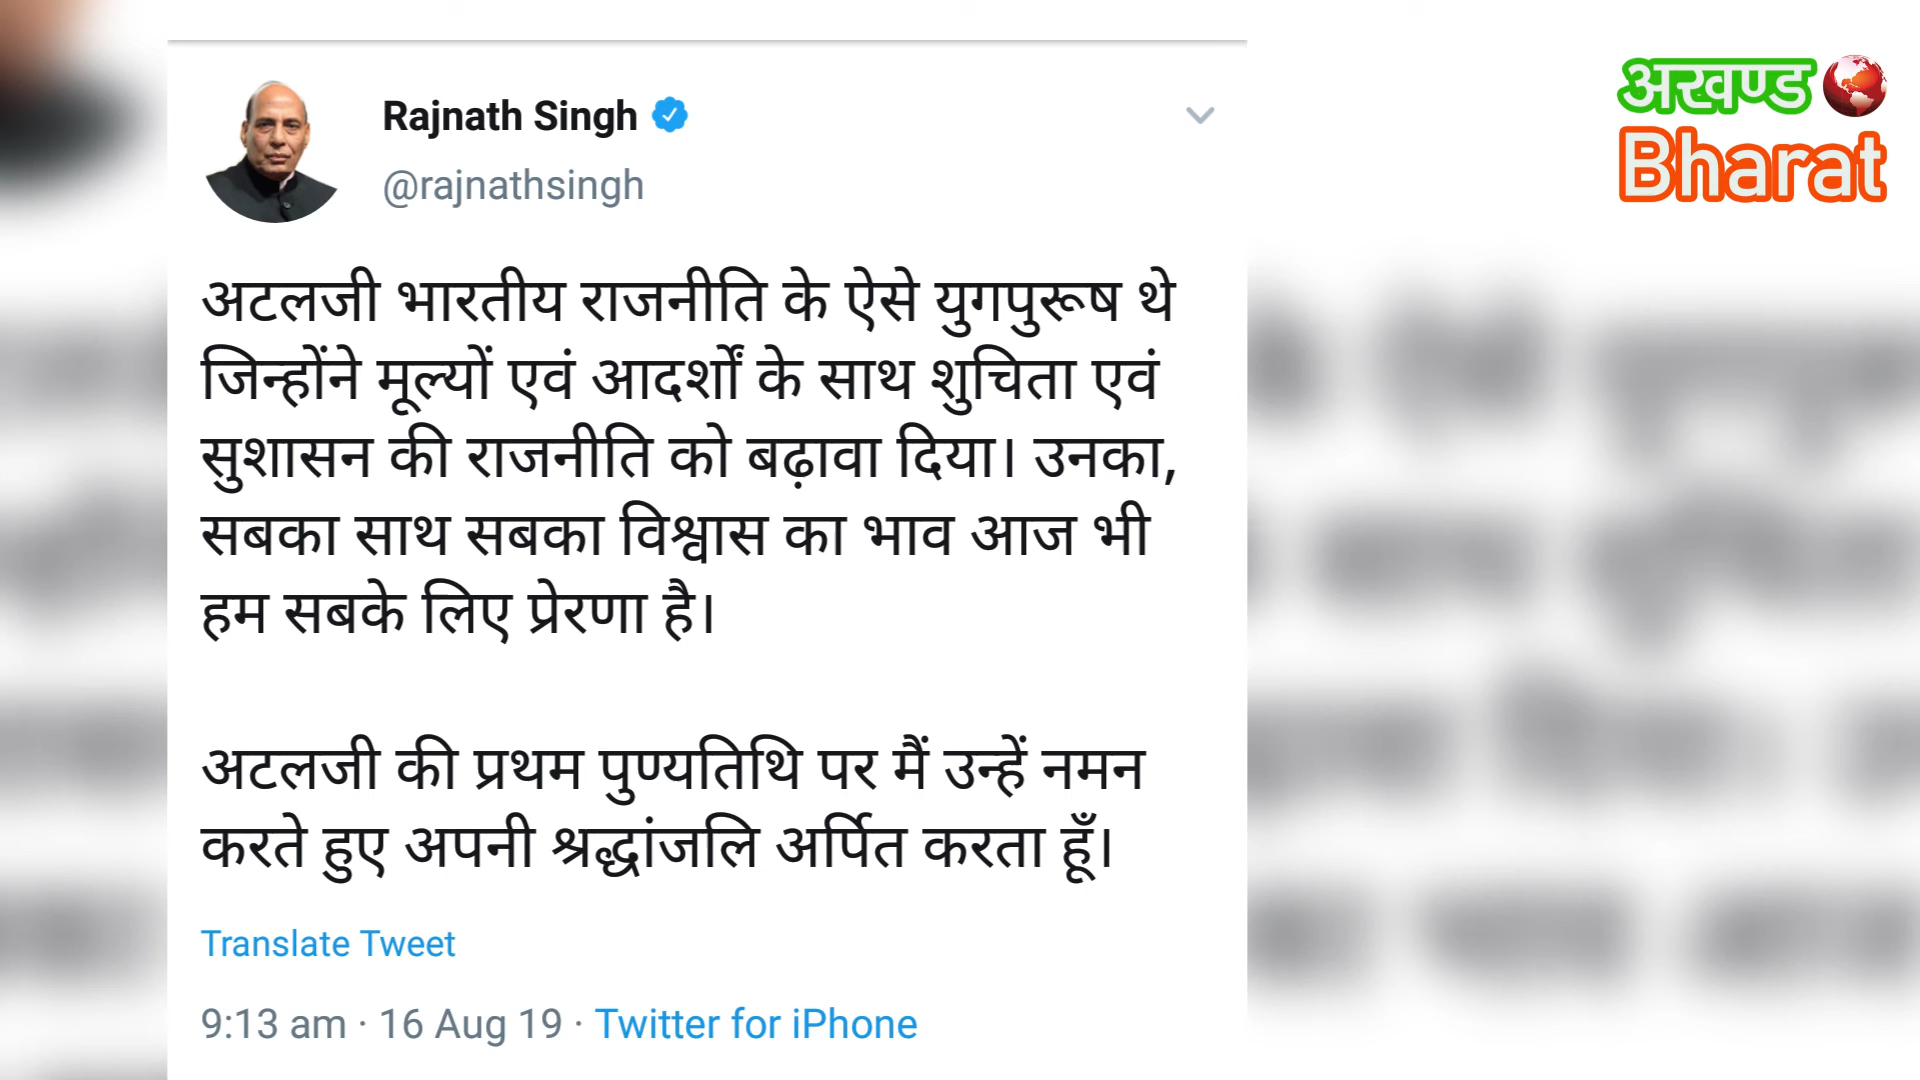 Rajnath Singh
@rajnathsingh
अटलजी भारतीय राजनीति के ऐसे युगपुरूष थे
जिन्होंने मूल्यों एवं आदर्शों के साथ शुचिता एवं
सुशासन की राजनीति को बढ़ावा दिया। उनका,
सबका साथ सबका विश्वास का भाव आज भी
हम सबके लिए प्रेरणा है।
अटलजी की प्रथम पुण्यतिथि पर मैं उन्हें नमन
करते हुए अपनी श्रद्धांजलि अर्पित करता हूँ।
Translate Tweet
9:13 am · 16 Aug 19 · Twitter for iPhone
अखण्ड
Bharat